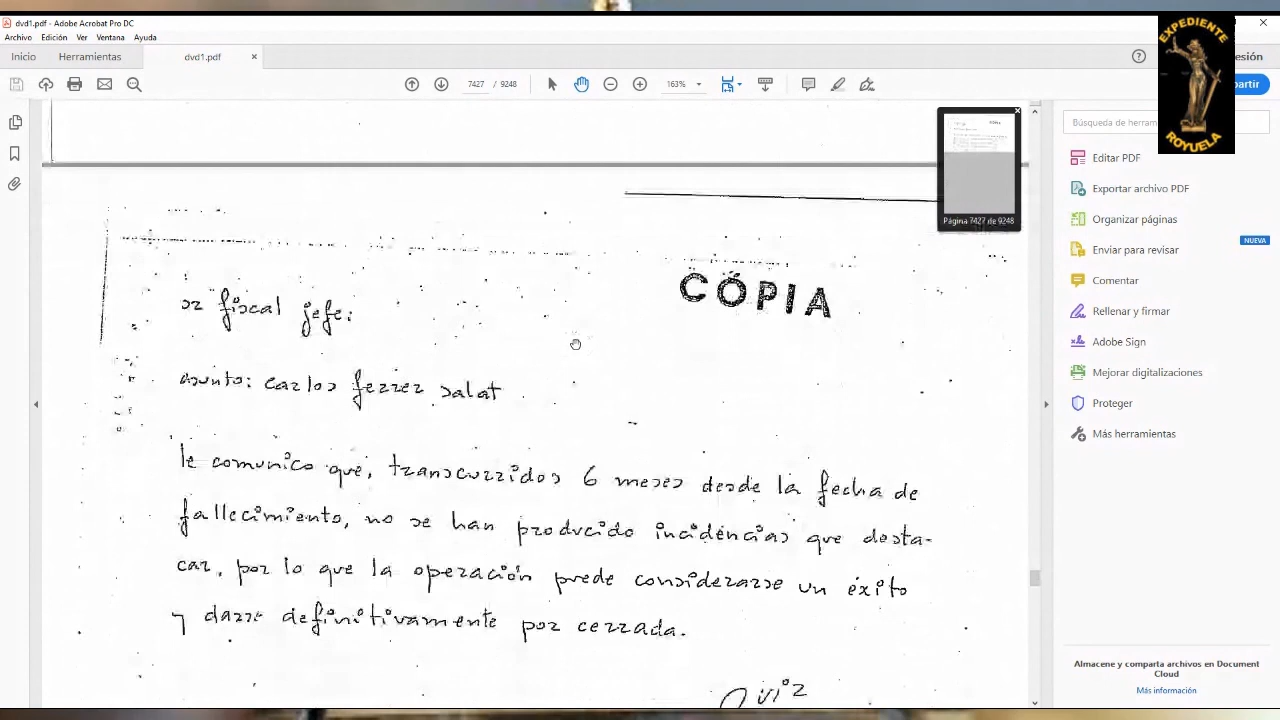 dvd1.pdf - Adobe Acrobat Pro DC
Archivo Edición Ver Ventana Ayuda
Inicio Herramientas dvd1.pdf
7427 / 9248 163%
Página 7427 de 9248
EXPEDIENTE
ROYUELA
Búsqueda de herram
Editar PDF
Exportar archivo PDF
Organizar páginas
Enviar para revisar
NUEVA
Comentar
Rellenar y firmar
Adobe Sign
Mejorar digitalizaciones
Proteger
Más herramientas
Almacene y comparta archivos en Document
Cloud
Más información
COPIA
sr fiscal jefe:
asunto: carlos ferrer salat
le comunico que, transcurridos 6 meses desde la fecha de
fallecimiento, no se han producido incidencias que desta-
car, por lo que la operación puede considerarse un éxito
y darse definitivamente por cerrada.